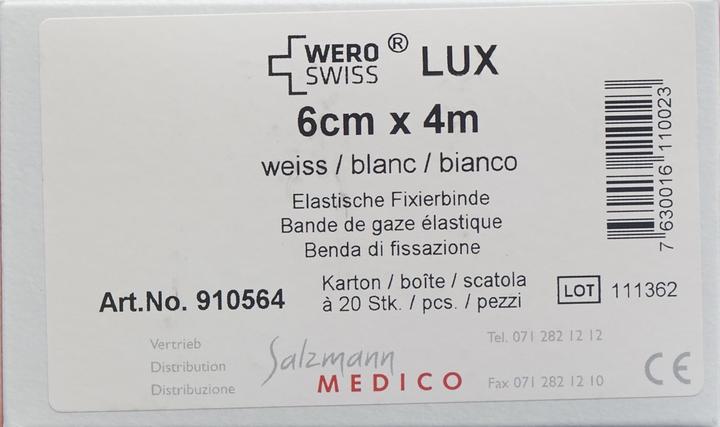 WERO SWISS ® LUX
6cm x 4m
weiss / blanc / bianco
Elastische Fixierbinde
Bande de gaze élastique
Benda di fissazione
Art.No. 910564
Karton / boîte / scatola
à 20 Stk. / pcs. / pezzi
LOT 111362
7 630016 110023
Vertrieb
Distribution
Distribuzione
Salzmann
MEDICO
Tel. 071 282 12 12
Fax 071 282 12 10
CE